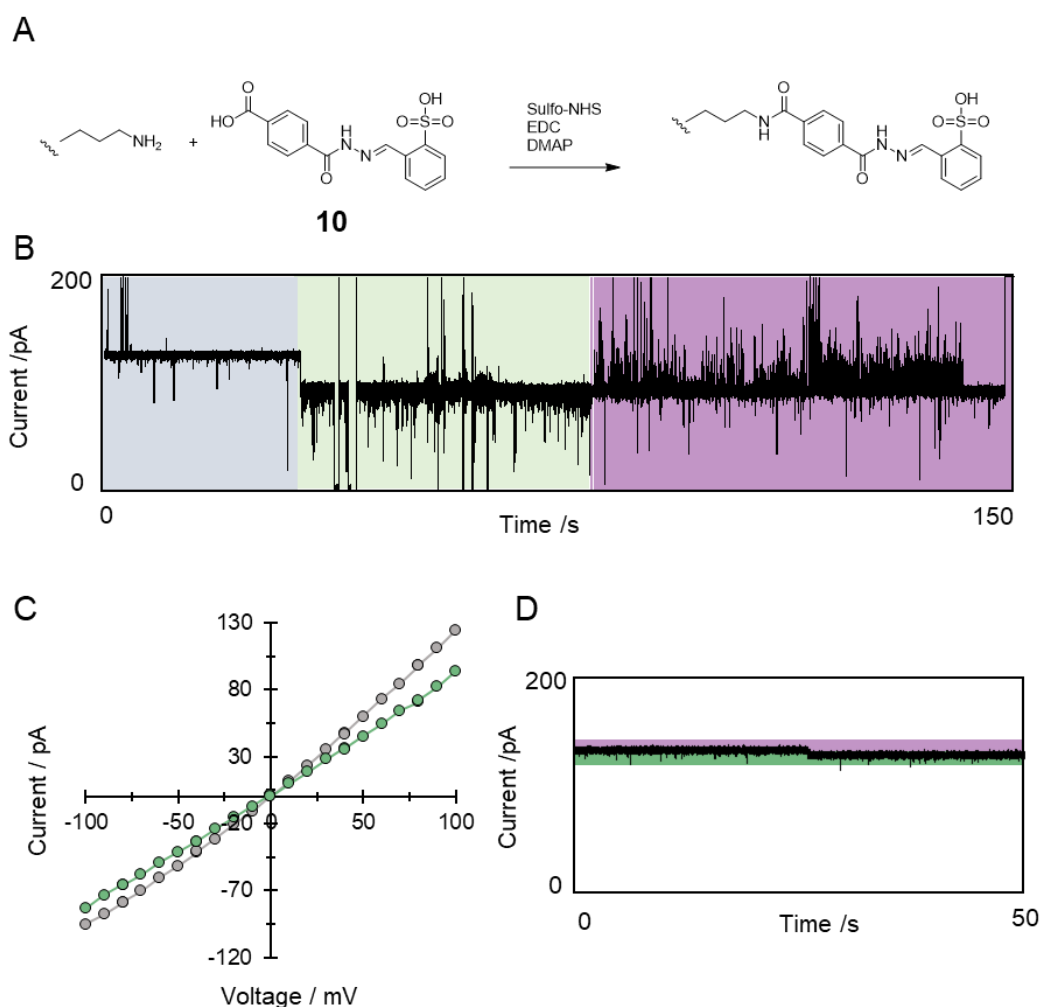 A
O
HO
NH2
+
O
H
N
N
OH
O=S=O
10
Sulfo-NHS
EDC
DMAP
O
N
H
O
H
N
N
OH
O=S=O
B
200
Current /pA
0
0
Time /s
150
C
130
80
30
-100
-50
-20
0
50
100
-70
-120
Current / pA
Voltage / mV
D
200
Current /pA
0
0
Time /s
50